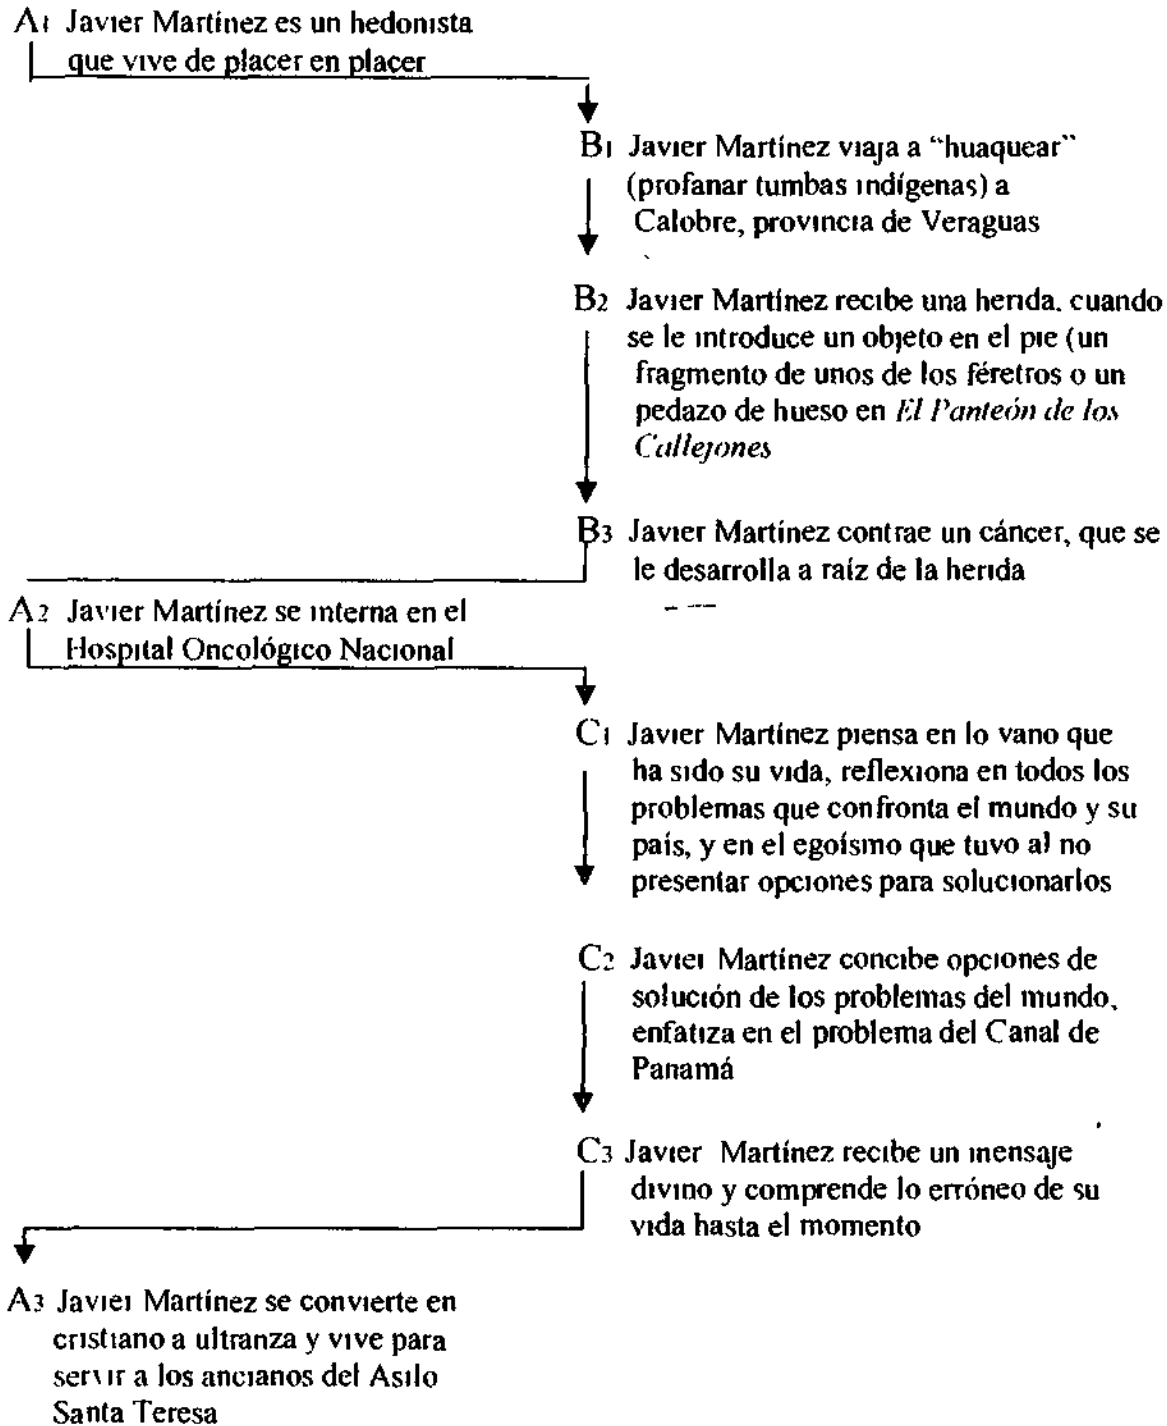 A1 Javier Martínez es un hedonista
que vive de placer en placer
B1 Javier Martínez viaja a “huaquear”
(profanar tumbas indígenas) a
Calobre, provincia de Veraguas
B2 Javier Martínez recibe una herida, cuando
se le introduce un objeto en el pie (un
fragmento de unos de los féretros o un
pedazo de hueso en El Panteón de los
Callejones
B3 Javier Martínez contrae un cáncer, que se
le desarrolla a raíz de la herida
A2 Javier Martínez se interna en el
Hospital Oncológico Nacional
C1 Javier Martínez piensa en lo vano que
ha sido su vida, reflexiona en todos los
problemas que confronta el mundo y su
país, y en el egoísmo que tuvo al no
presentar opciones para solucionarlos
C2 Javier Martínez concibe opciones de
solución de los problemas del mundo,
enfatiza en el problema del Canal de
Panamá
C3 Javier Martínez recibe un mensaje
divino y comprende lo erróneo de su
vida hasta el momento
A3 Javier Martínez se convierte en
cristiano a ultranza y vive para
servir a los ancianos del Asilo
Santa Teresa